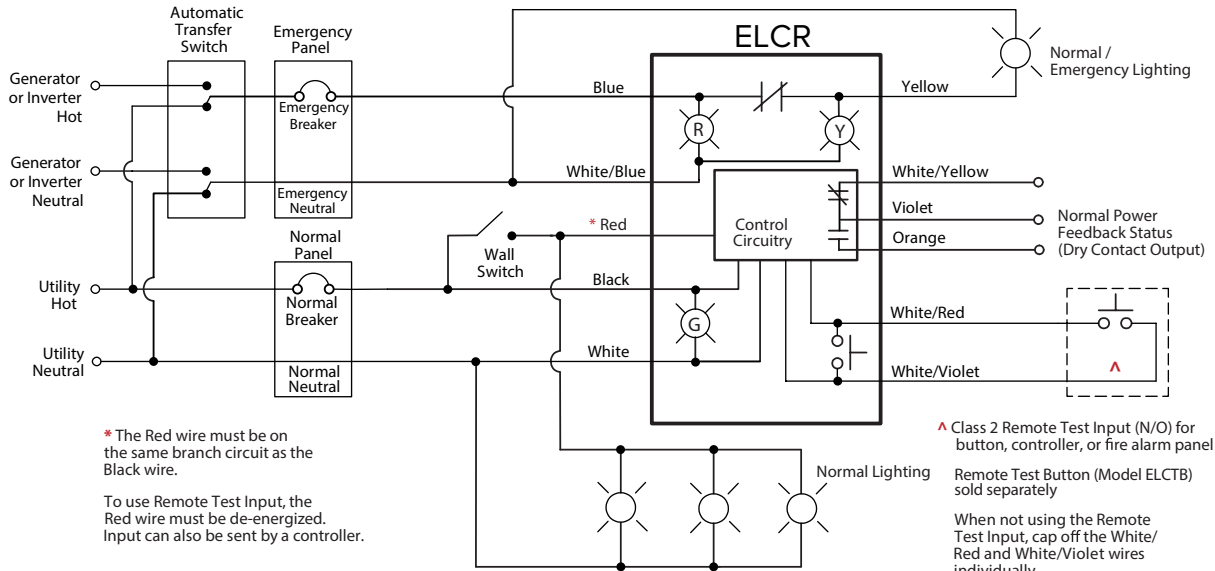 Automatic
Transfer
Switch
Emergency
Panel
ELCR
Normal /
Emergency Lighting
Generator
or Inverter
Hot
Blue
Yellow
Emergency
Breaker
R
Y
Generator
or Inverter
Neutral
White/Blue
White/Yellow
Emergency
Neutral
Violet
Normal Power
Feedback Status
(Dry Contact Output)
* Red
Control
Circuitry
Orange
Normal
Panel
Wall
Switch
Utility
Hot
Black
Normal
Breaker
G
White/Red
Utility
Neutral
White
Normal
Neutral
White/Violet
^
* The Red wire must be on
the same branch circuit as the
Black wire.
To use Remote Test Input, the
Red wire must be de-energized.
Input can also be sent by a controller.
Normal Lighting
^ Class 2 Remote Test Input (N/O) for
button, controller, or fire alarm panel
Remote Test Button (Model ELCTB)
sold separately
When not using the Remote
Test Input, cap off the White/
Red and White/Violet wires